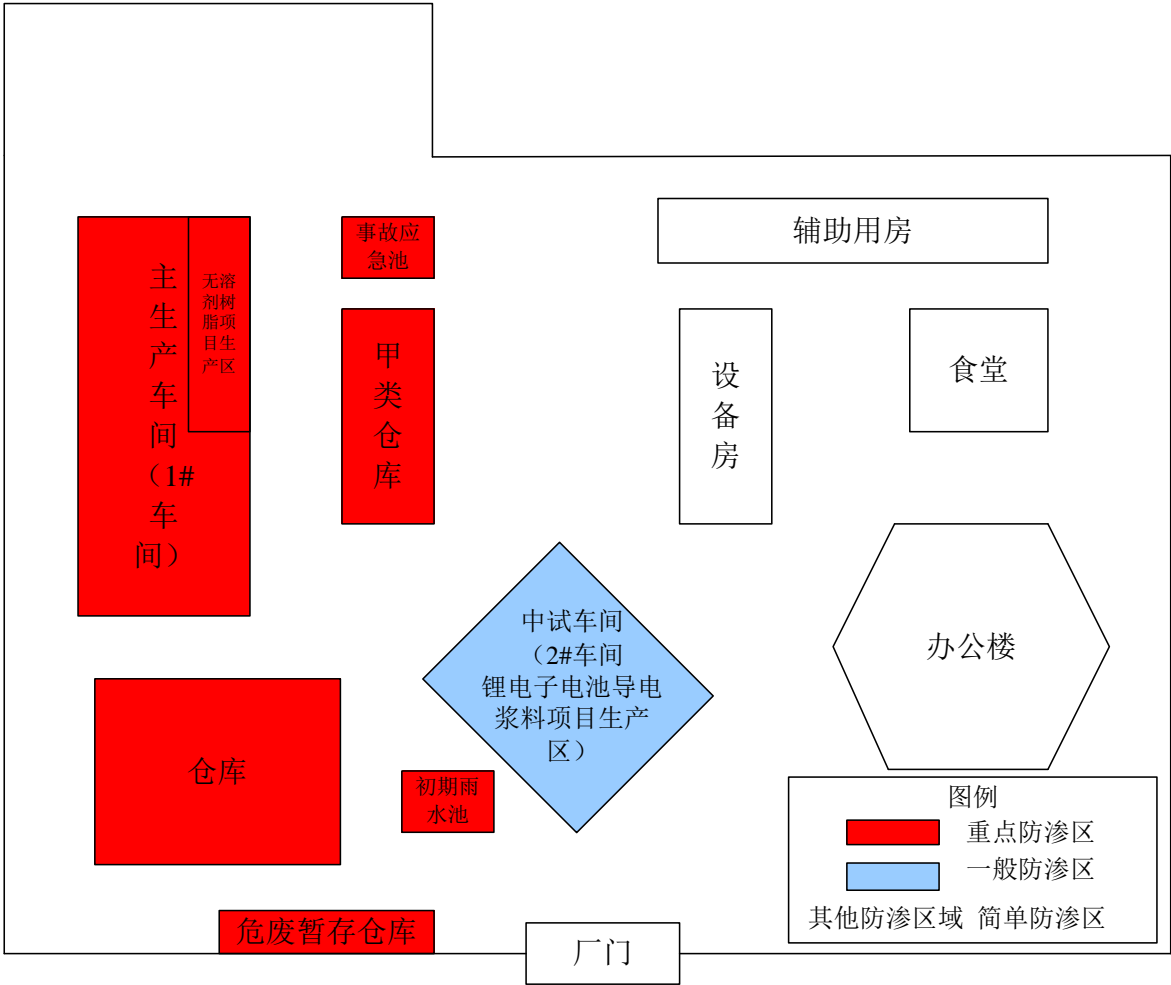 辅助用房
事故应
急池
主
生
产
车
间
（1#
车
间）
无溶
剂树
脂项
目生
产区
甲
类
仓
库
设
备
房
食堂
中试车间
（2#车间
锂电子电池导电
浆料项目生产
区）
办公楼
仓库
初期雨
水池
图例
重点防渗区
一般防渗区
其他防渗区域 简单防渗区
危废暂存仓库
厂门